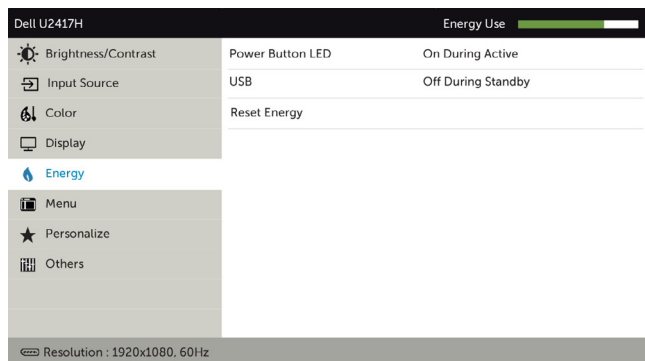 Dell U2417H Energy Use
Brightness/Contrast Power Button LED On During Active
Input Source USB Off During Standby
Color Reset Energy
Display
Energy
Menu
Personalize
Others
Resolution : 1920x1080, 60Hz